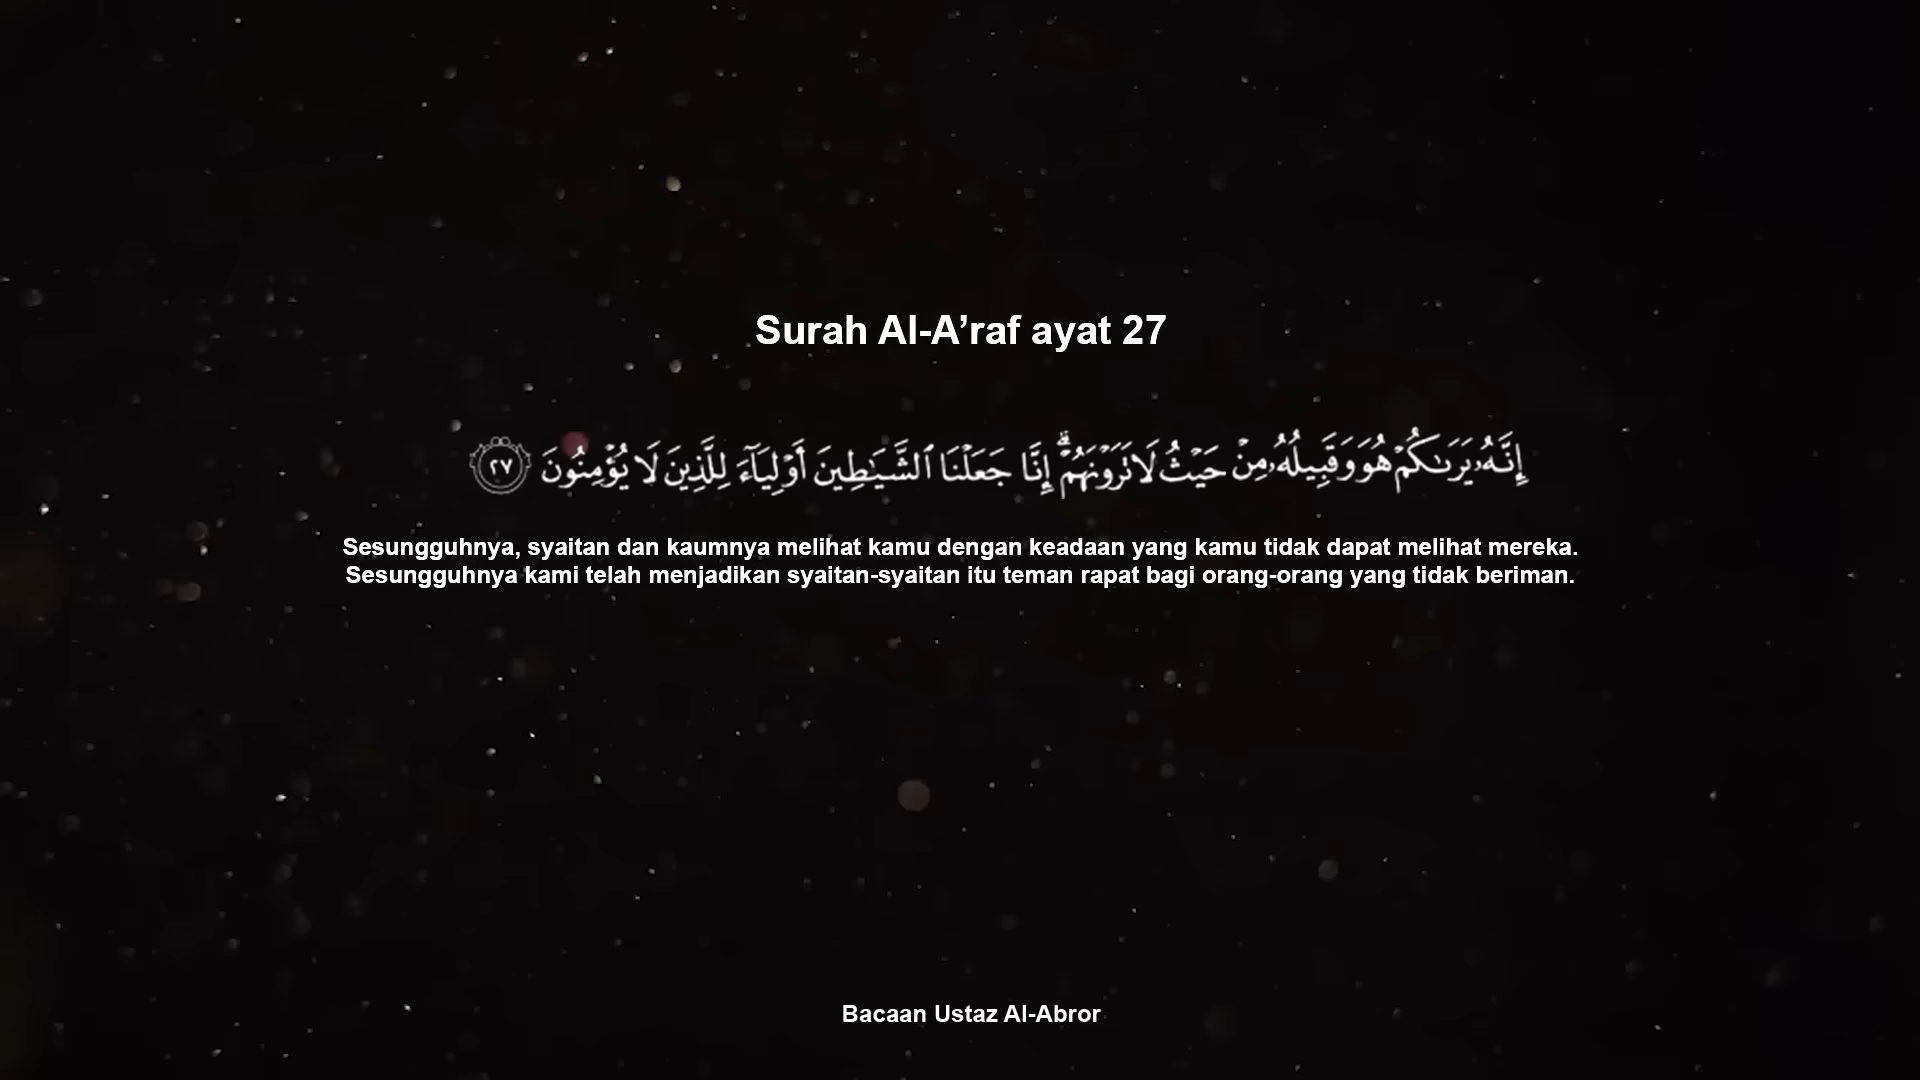 Surah Al-A’raf ayat 27
إِنَّهُۥ يَرَىٰكُمْ هُوَ وَقَبِيلُهُۥ مِنْ حَيْثُ لَا تَرَوْنَهُمْ ۗ إِنَّا جَعَلْنَا ٱلشَّيَـٰطِينَ أَوْلِيَآءَ لِلَّذِينَ لَا يُؤْمِنُونَ ٢٧
Sesungguhnya, syaitan dan kaumnya melihat kamu dengan keadaan yang kamu tidak dapat melihat mereka.
Sesungguhnya kami telah menjadikan syaitan-syaitan itu teman rapat bagi orang-orang yang tidak beriman.
Bacaan Ustaz Al-Abror